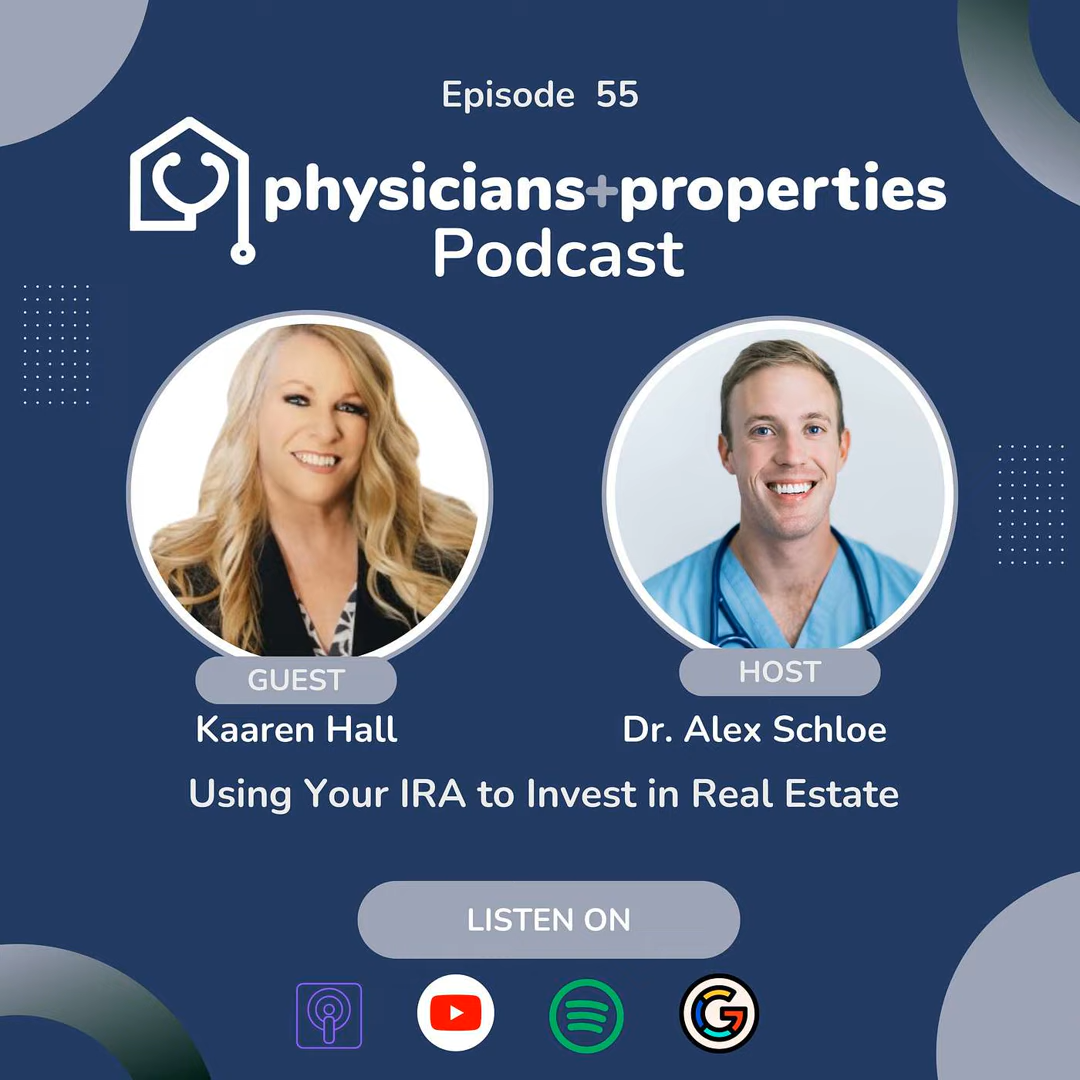 Episode 55
physicians+properties
Podcast
GUEST
HOST
Kaaren Hall
Dr. Alex Schloe
Using Your IRA to Invest in Real Estate
LISTEN ON